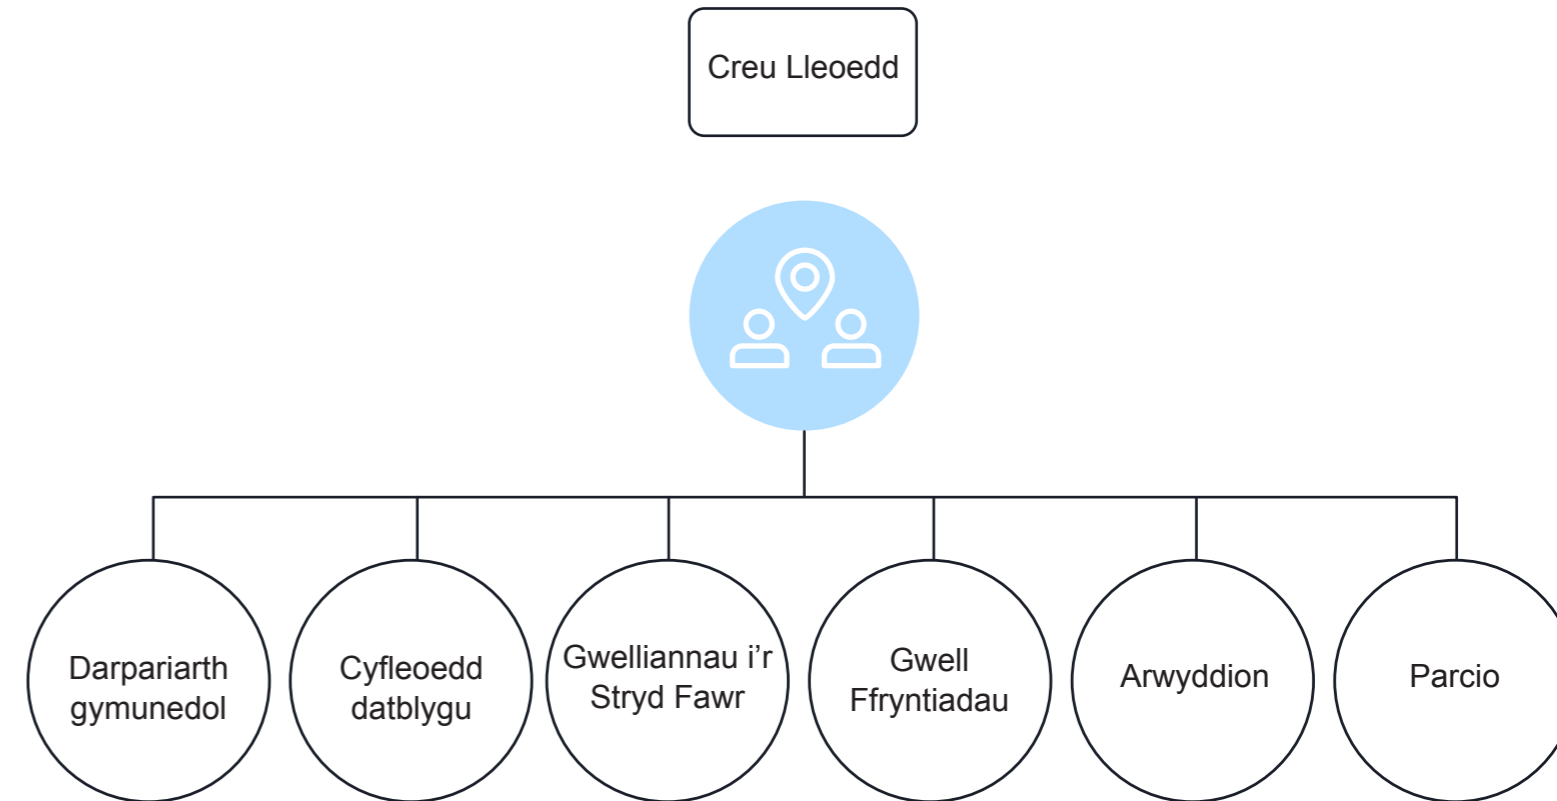 Creu Lleoedd
Darpariarth
gymunedol
Cyfleoedd
datblygu
Gwelliannau i’r
Stryd Fawr
Gwell
Ffryntiadau
Arwyddion
Parcio